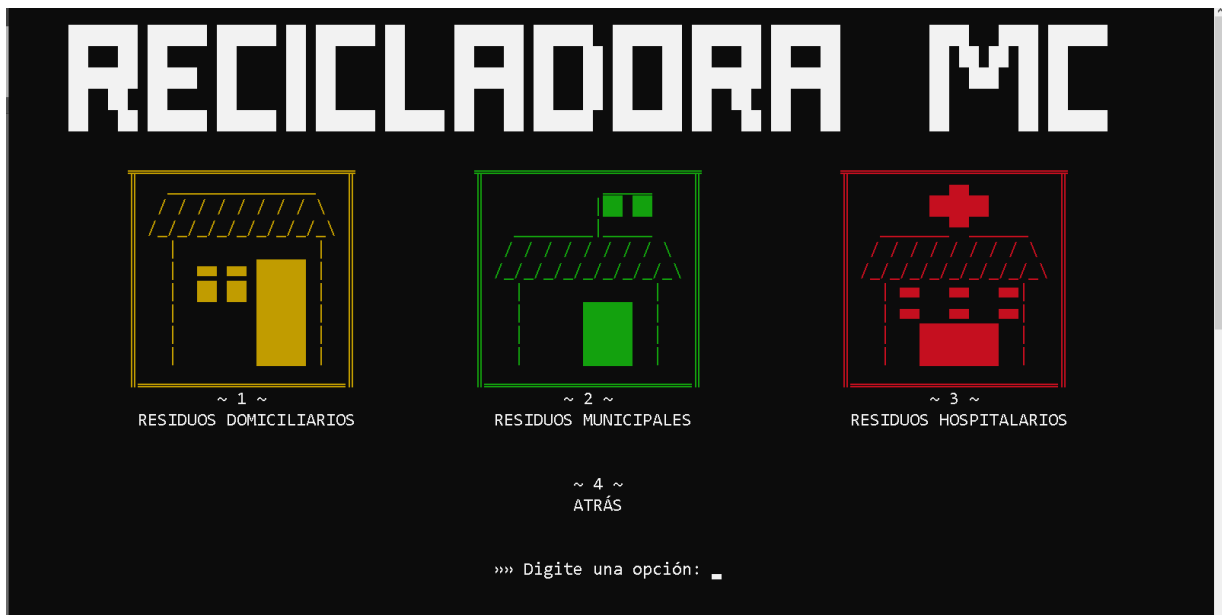 RECICLADORA MC
~ 1 ~
RESIDUOS DOMICILIARIOS
~ 2 ~
RESIDUOS MUNICIPALES
~ 3 ~
RESIDUOS HOSPITALARIOS
~ 4 ~
ATRÁS
»» Digite una opción: _